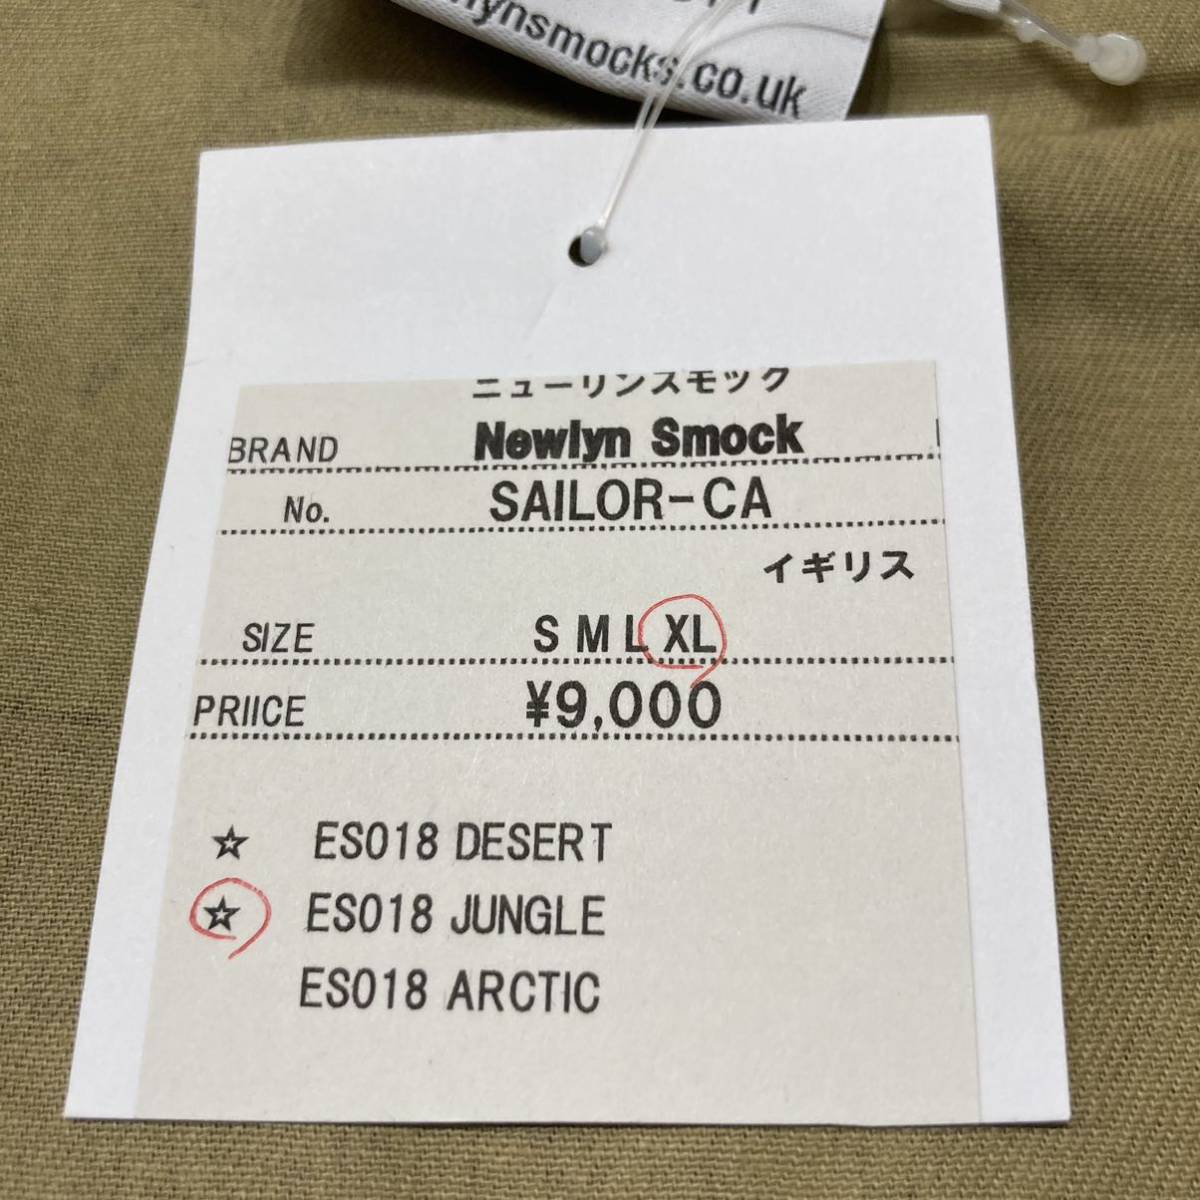 ynsmocks.co.uk
ニューリンスモック
BRAND Newlyn Smock
No. SAILOR-CA
イギリス
SIZE S M L XL
PRIICE ¥9,000
☆ ES018 DESERT
☆ ES018 JUNGLE
ES018 ARCTIC